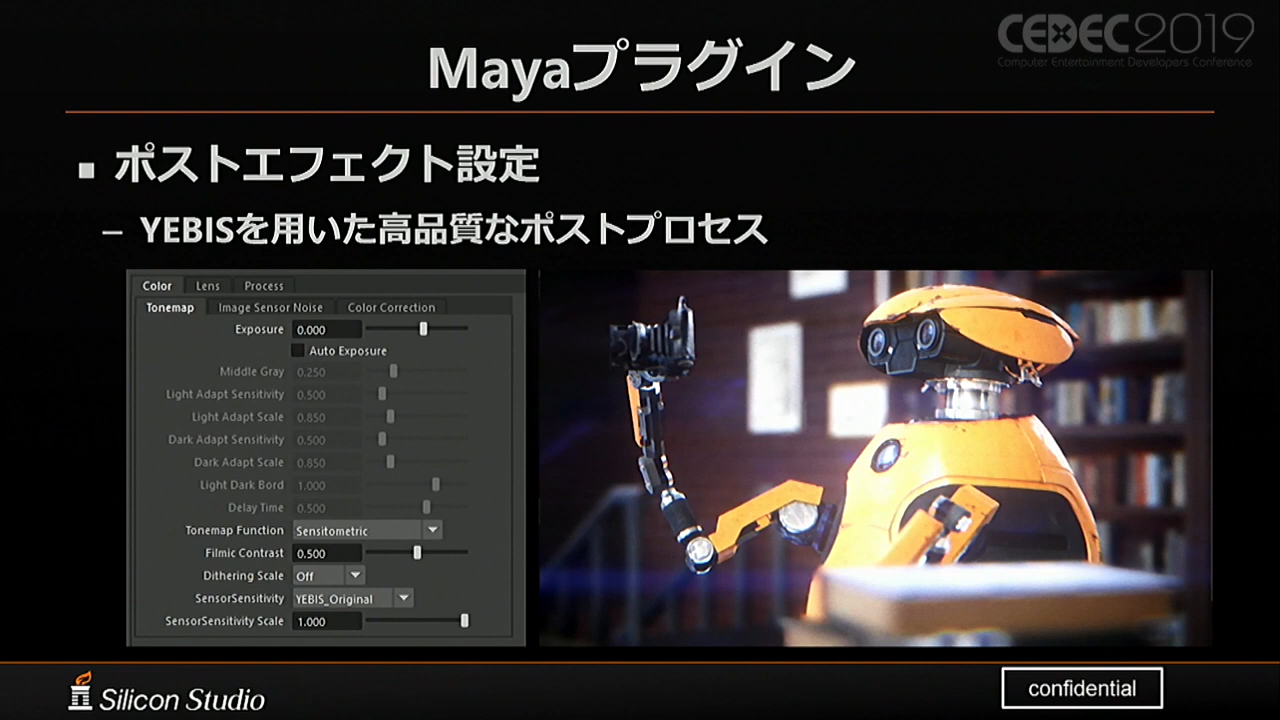 CEDEC2019
Computer Entertainment Developers Conference
Mayaプラグイン
ポストエフェクト設定
– YEBISを用いた高品質なポストプロセス
Color Lens Process
Tonemap Image Sensor Noise Color Correction
Exposure 0.000
Auto Exposure
Middle Gray 0.250
Light Adapt Sensitivity 0.500
Light Adapt Scale 0.850
Dark Adapt Sensitivity 0.500
Dark Adapt Scale 0.850
Light Dark Bord 1.000
Delay Time 0.500
Tonemap Function Sensitometric
Filmic Contrast 0.500
Dithering Scale Off
SensorSensitivity YEBIS_Original
SensorSensitivity Scale 1.000
Silicon Studio
confidential